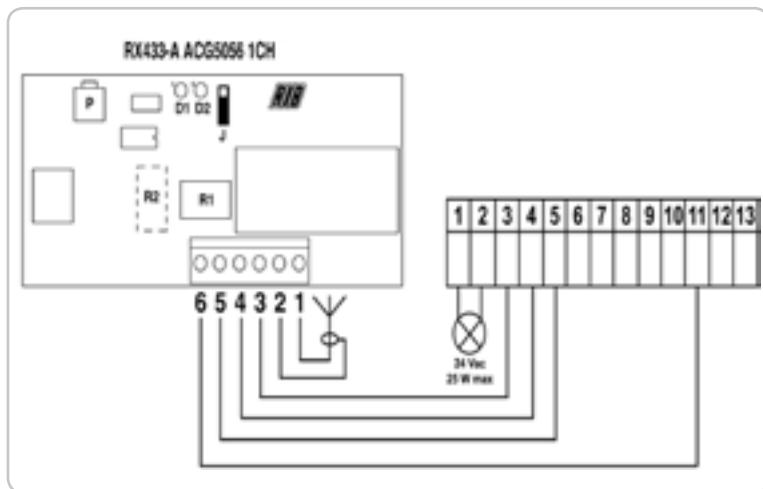 RX433-A ACG5056 1CH
P
D1 D2
RIB
J
R2
R1
1 2 3 4 5 6 7 8 9 10 11 12 13
6 5 4 3 2 1
24 Vac
25 W max